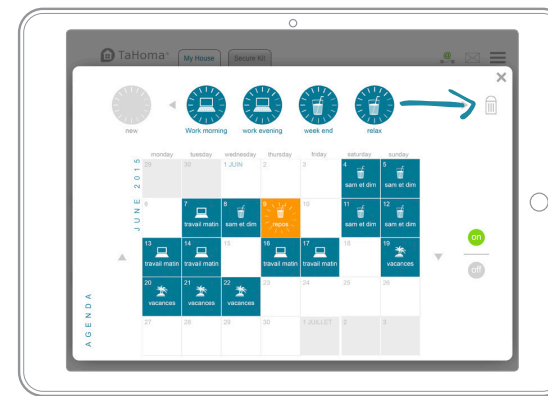 TaHoma®
My House
Secure Kit
new
Work morning
work evening
week end
relax
monday tuesday wednesday thursday friday saturday sunday
JUNE 2015
AGENDA
29 30 1 JUIN 2 3 4 5
sam et dim sam et dim
6 7 8 9 10 11 12
travail matin sam et dim repos sam et dim sam et dim
13 14 15 16 17 18 19
travail matin travail matin travail matin travail matin vacances
20 21 22 23 24 25 26
vacances vacances vacances
27 28 29 30 1 JUILLET 2 3
on
off